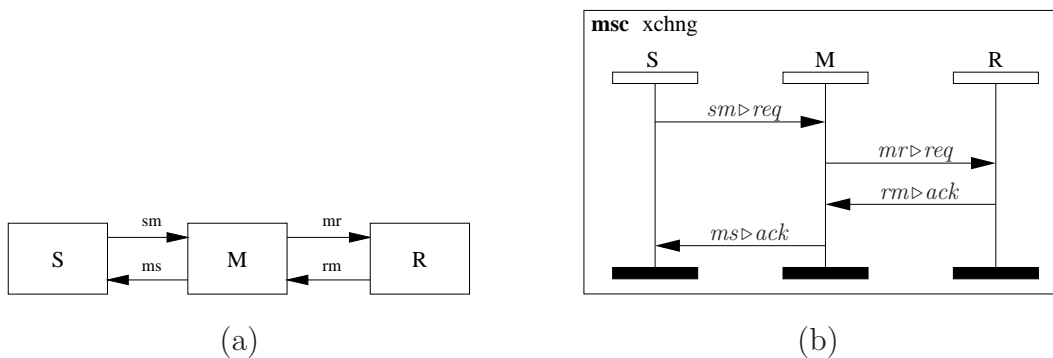 sm
mr
S
M
R
ms
rm
(a)
msc xchng
S
M
R
sm▷req
mr▷req
rm▷ack
ms▷ack
(b)